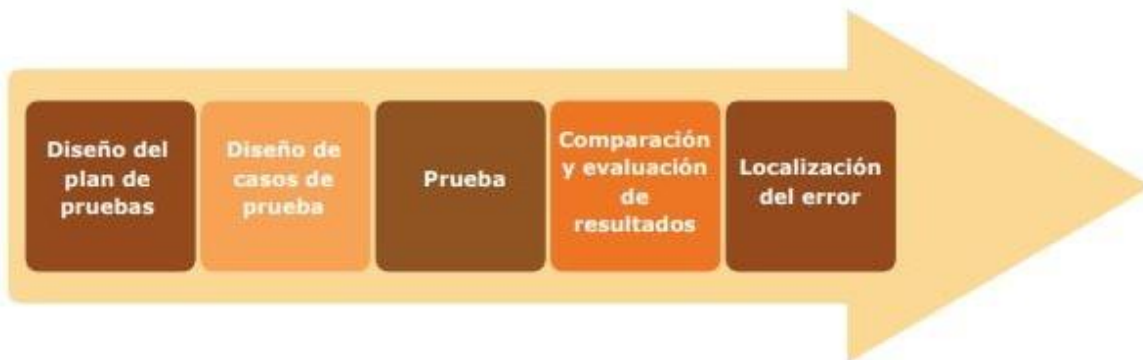 Diseño del
plan de
pruebas
Diseño de
casos de
prueba
Prueba
Comparación
y evaluación
de
resultados
Localización
del error